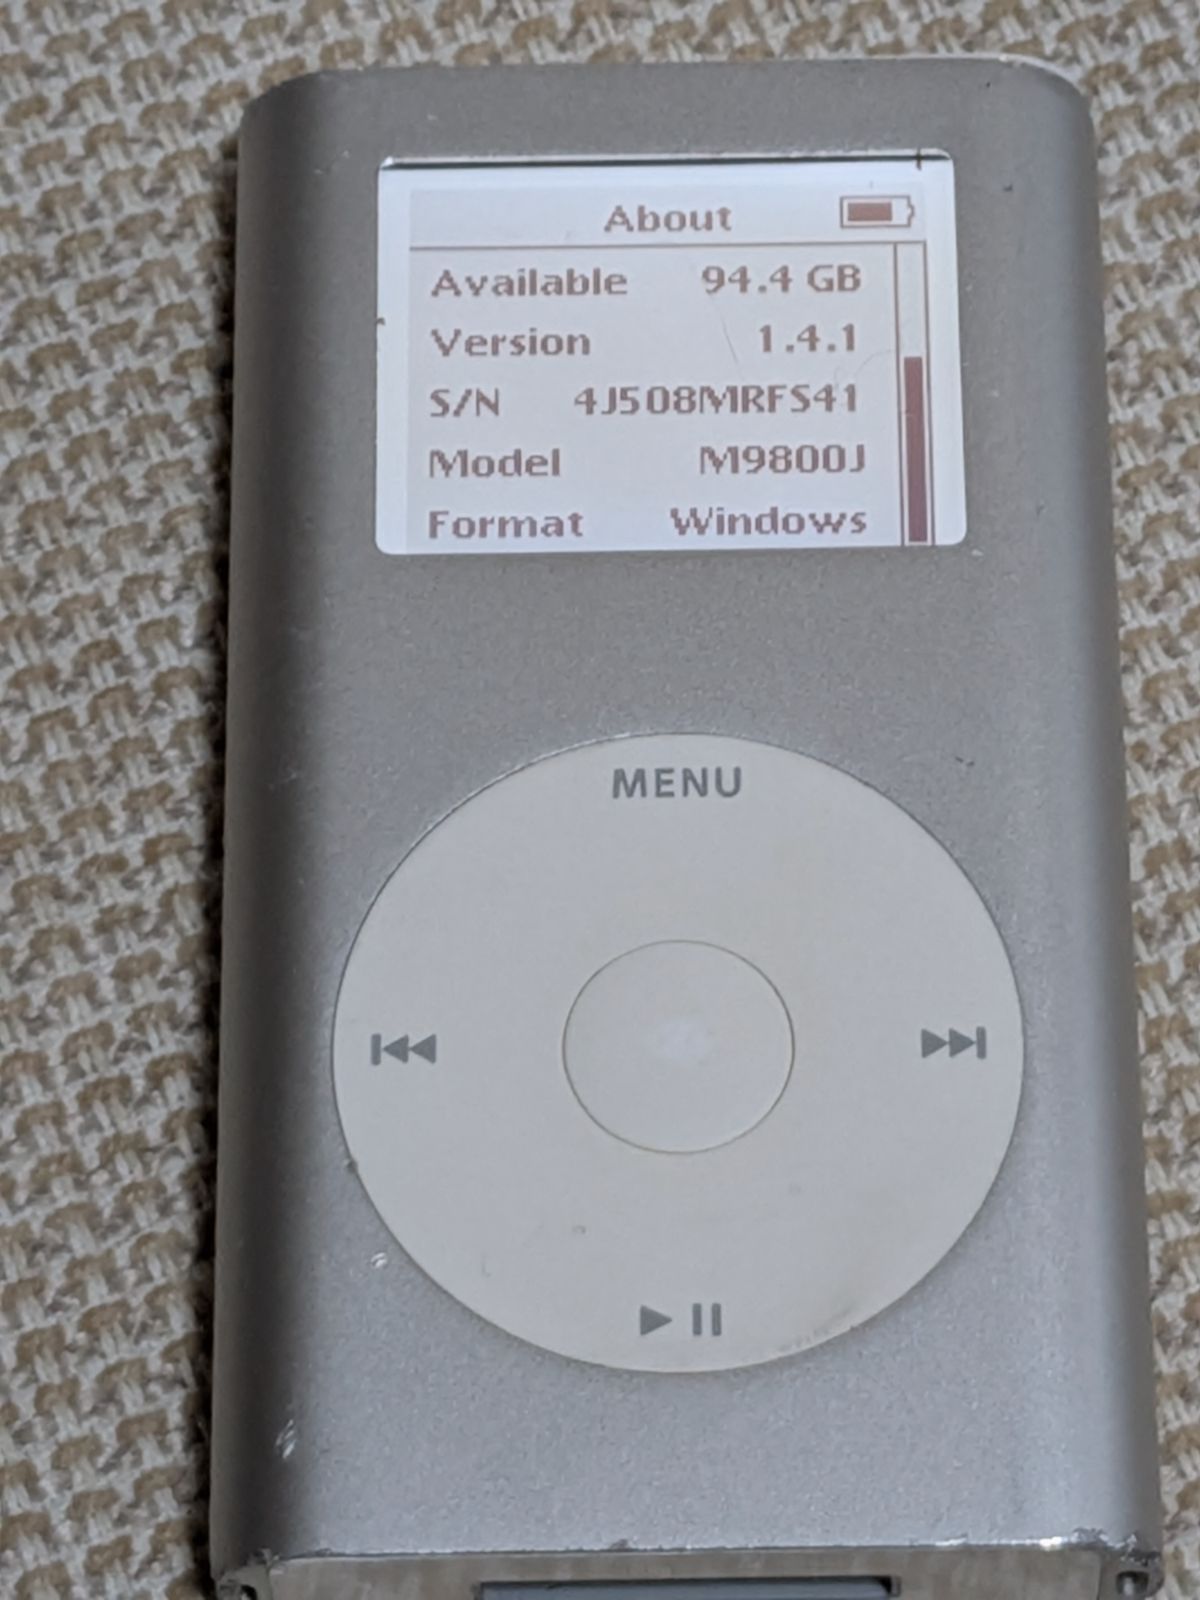 About
Available 94.4 GB
Version 1.4.1
S/N 4J508MRFS41
Model M9800J
Format Windows
MENU